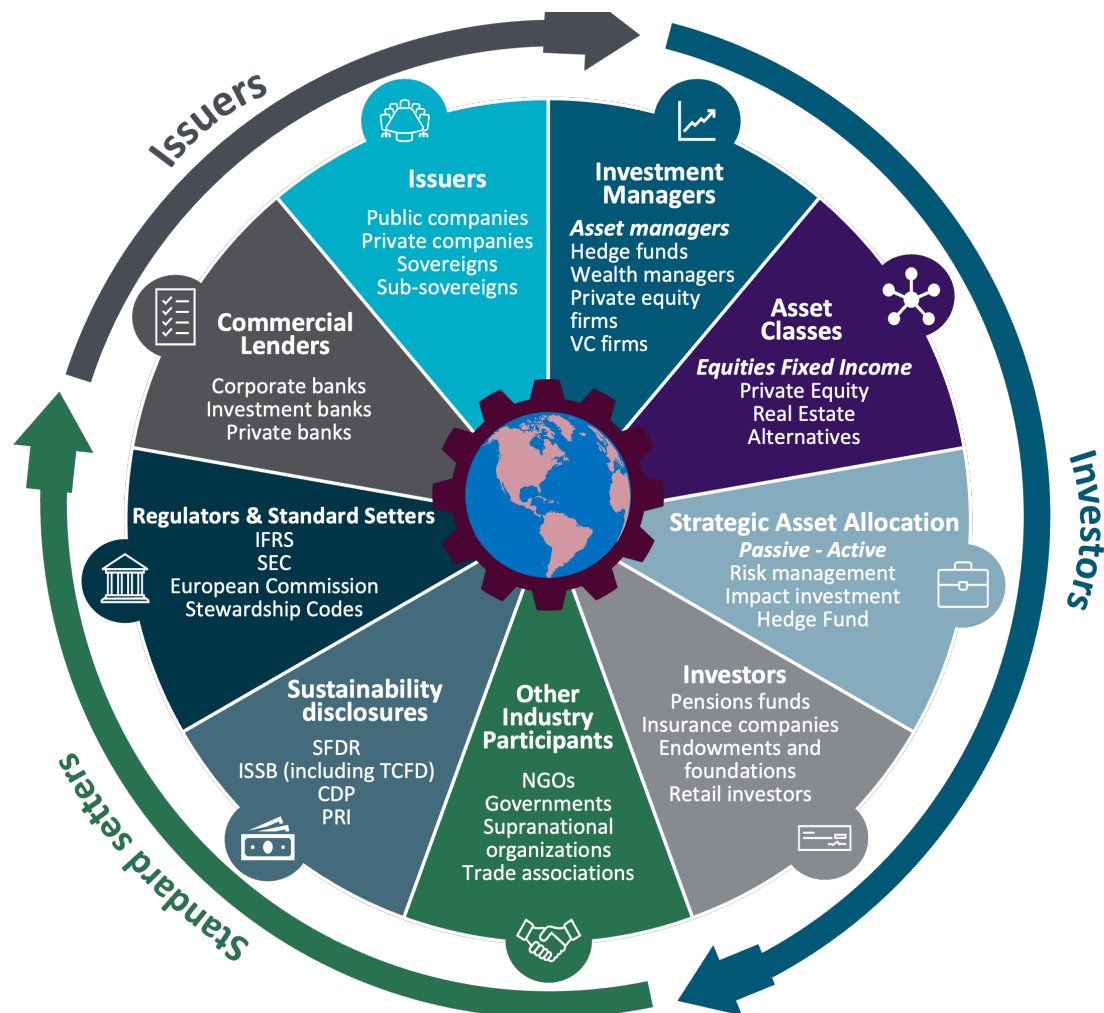 Issuers
Issuers
Public companies
Private companies
Sovereigns
Sub-sovereigns
Investment
Managers
Asset managers
Hedge funds
Wealth managers
Private equity
firms
VC firms
Asset
Classes
Equities Fixed Income
Private Equity
Real Estate
Alternatives
Investors
Strategic Asset Allocation
Passive - Active
Risk management
Impact investment
Hedge Fund
Investors
Pensions funds
Insurance companies
Endowments and
foundations
Retail investors
Other
Industry
Participants
NGOs
Governments
Supranational
organizations
Trade associations
Standard setters
Sustainability
disclosures
SFDR
ISSB (including TCFD)
CDP
PRI
Regulators & Standard Setters
IFRS
SEC
European Commission
Stewardship Codes
Commercial
Lenders
Corporate banks
Investment banks
Private banks